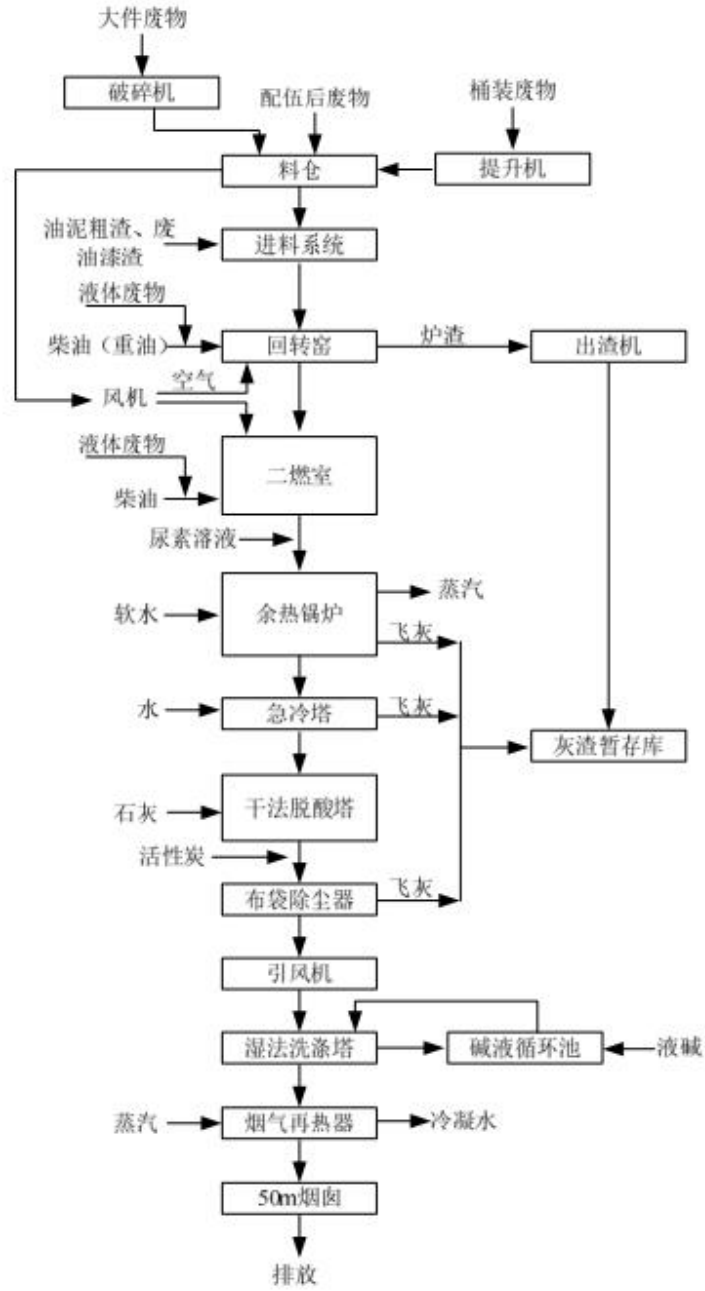 大件废物
破碎机
配伍后废物
桶装废物
料仓
提升机
油泥粗渣、废
油漆渣
进料系统
液体废物
柴油（重油）
回转窑
炉渣
出渣机
空气
风机
液体废物
柴油
二燃室
尿素溶液
软水
余热锅炉
蒸汽
飞灰
水
急冷塔
飞灰
灰渣暂存库
石灰
干法脱酸塔
活性炭
布袋除尘器
飞灰
引风机
湿法洗涤塔
碱液循环池
液碱
蒸汽
烟气再热器
冷凝水
50m烟囱
排放